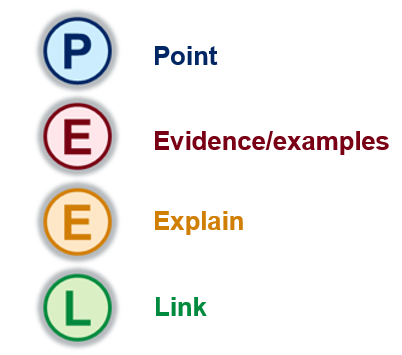 P Point
E Evidence/examples
E Explain
L Link